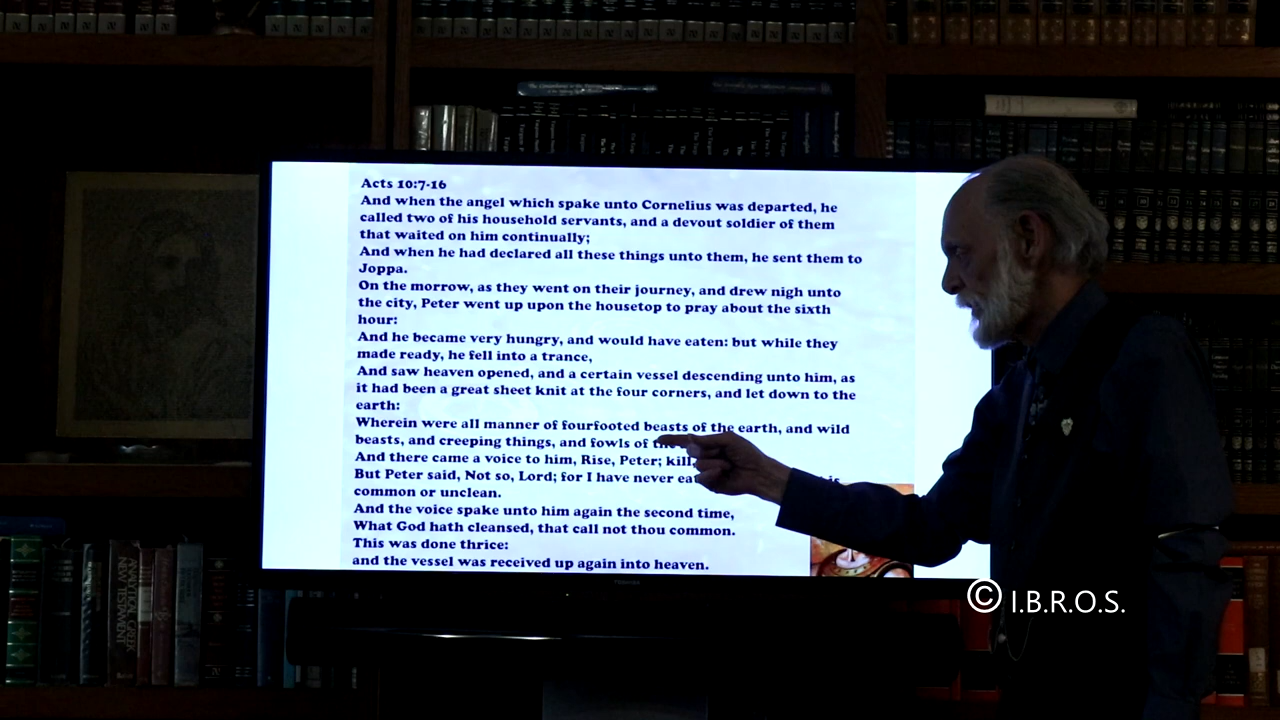 Acts 10:7-16
And when the angel which spake unto Cornelius was departed, he
called two of his household servants, and a devout soldier of them
that waited on him continually;
And when he had declared all these things unto them, he sent them to
Joppa.
On the morrow, as they went on their journey, and drew nigh unto
the city, Peter went up upon the housetop to pray about the sixth
hour:
And he became very hungry, and would have eaten: but while they
made ready, he fell into a trance,
And saw heaven opened, and a certain vessel descending unto him, as
it had been a great sheet knit at the four corners, and let down to the
earth:
Wherein were all manner of fourfooted beasts of the earth, and wild
beasts, and creeping things, and fowls of
And there came a voice to him, Rise, Peter; kill,
But Peter said, Not so, Lord; for I have never is
common or unclean.
And the voice spake unto him again the second time,
What God hath cleansed, that call not thou common.
This was done thrice:
and the vessel was received up again into heaven.
ANALYTICAL GREEK
NEW TESTAMENT
© I.B.R.O.S.